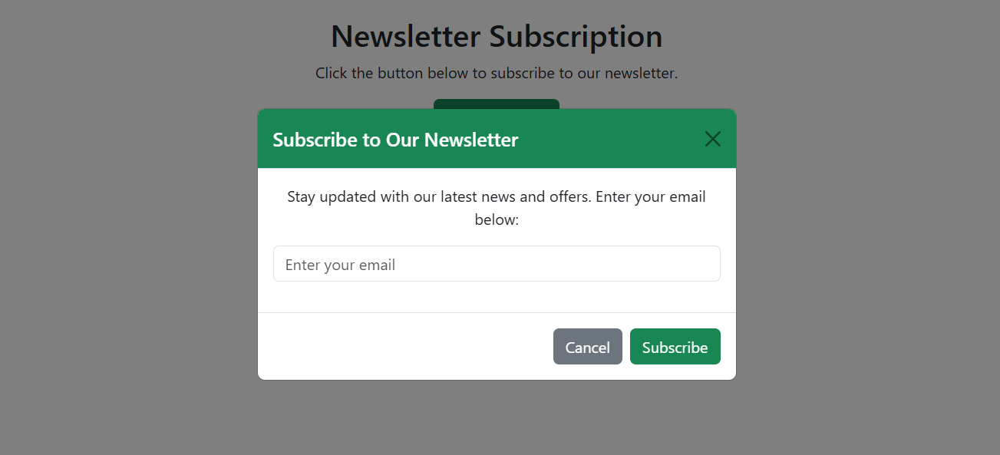 Newsletter Subscription
Click the button below to subscribe to our newsletter.
Subscribe to Our Newsletter
Stay updated with our latest news and offers. Enter your email
below:
Enter your email
Cancel
Subscribe